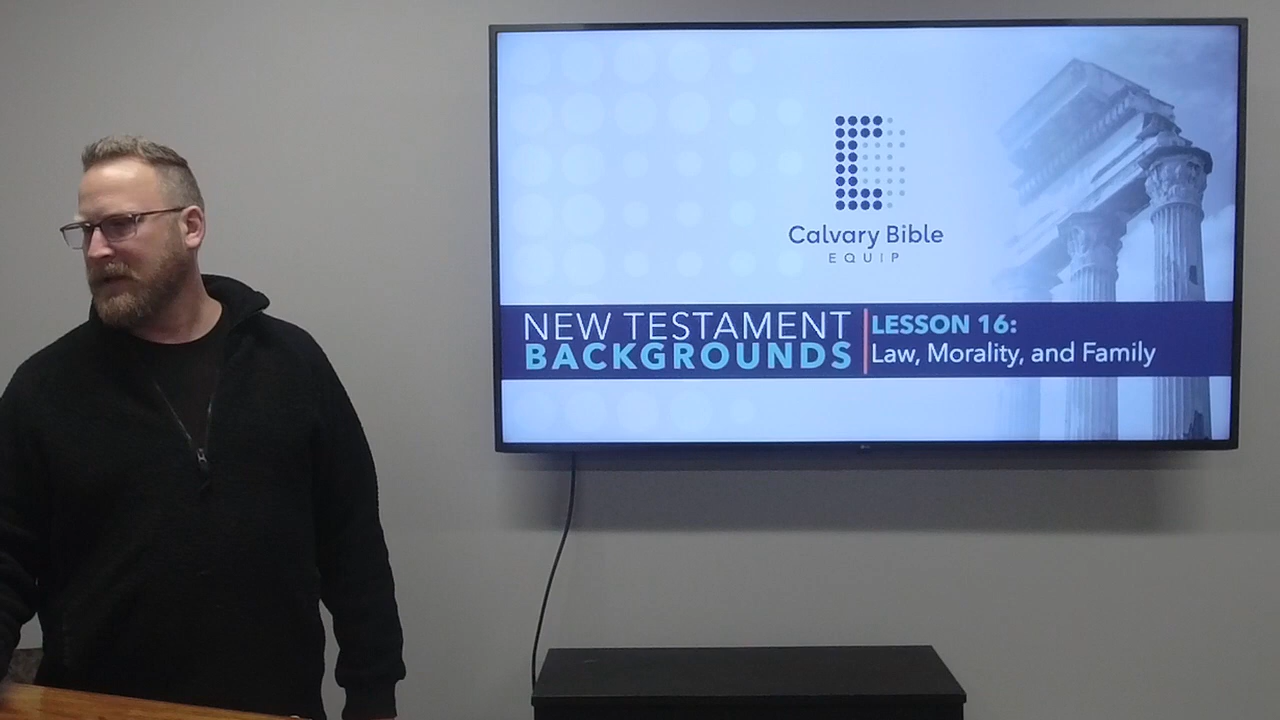 Calvary Bible
EQUIP
NEW TESTAMENT
BACKGROUNDS
LESSON 16:
Law, Morality, and Family